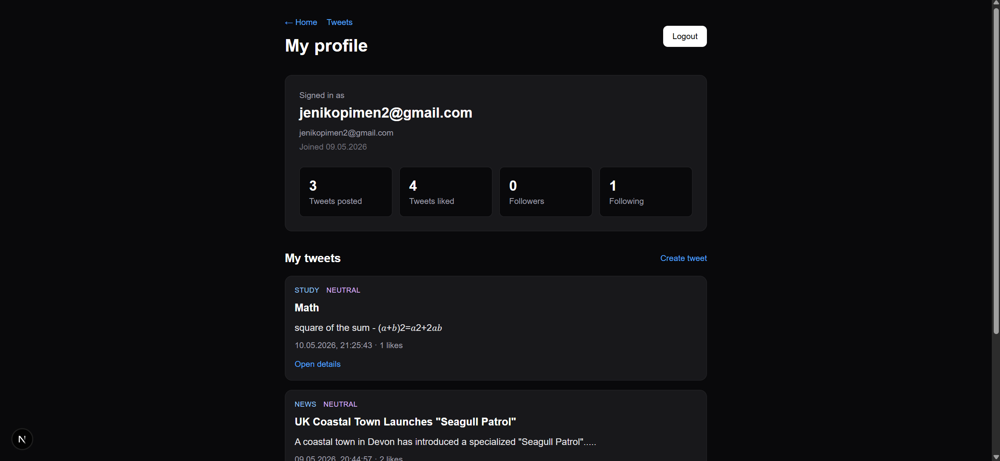 ← Home Tweets
My profile
Logout
Signed in as
jenikopimen2@gmail.com
jenikopimen2@gmail.com
Joined 09.05.2026
3 4 0 1
Tweets posted Tweets liked Followers Following
My tweets Create tweet
STUDY NEUTRAL
Math
square of the sum - (𝑎+𝑏)2=𝑎2+2𝑎𝑏
10.05.2026, 21:25:43 · 1 likes
Open details
NEWS NEUTRAL
UK Coastal Town Launches "Seagull Patrol"
A coastal town in Devon has introduced a specialized "Seagull Patrol".....
09.05.2026, 20:44:57 · 2 likes
N